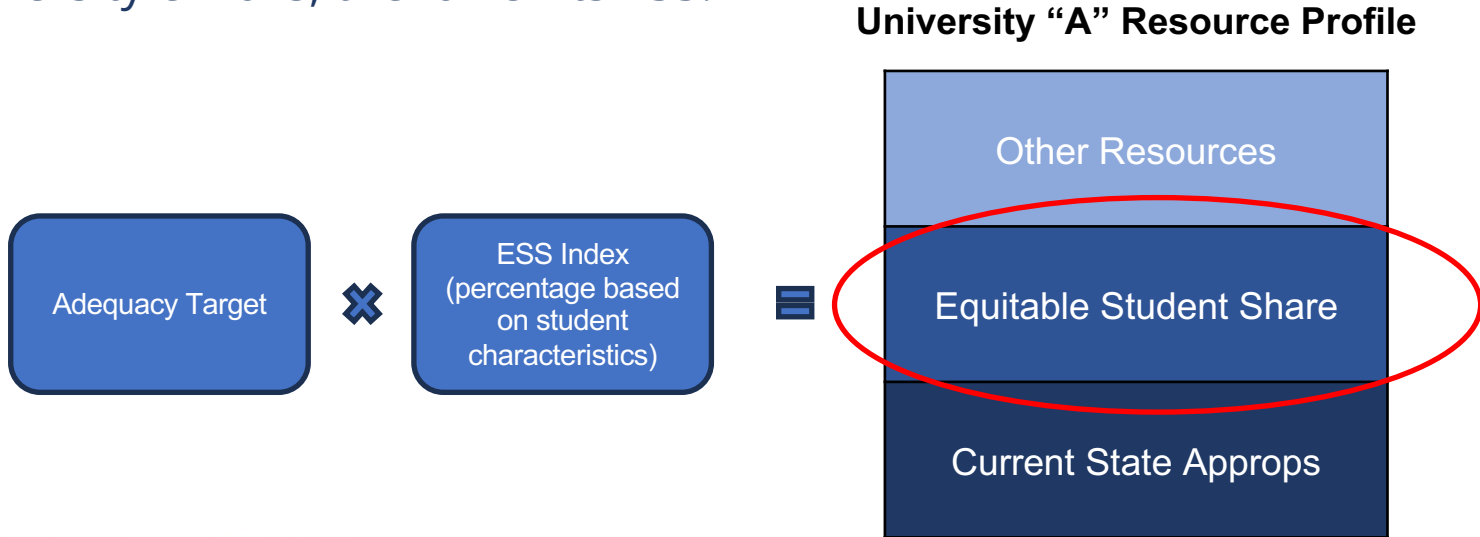 University “A” Resource Profile
Other Resources
Adequacy Target
ESS Index
(percentage based
on student
characteristics)
Equitable Student Share
Current State Approps